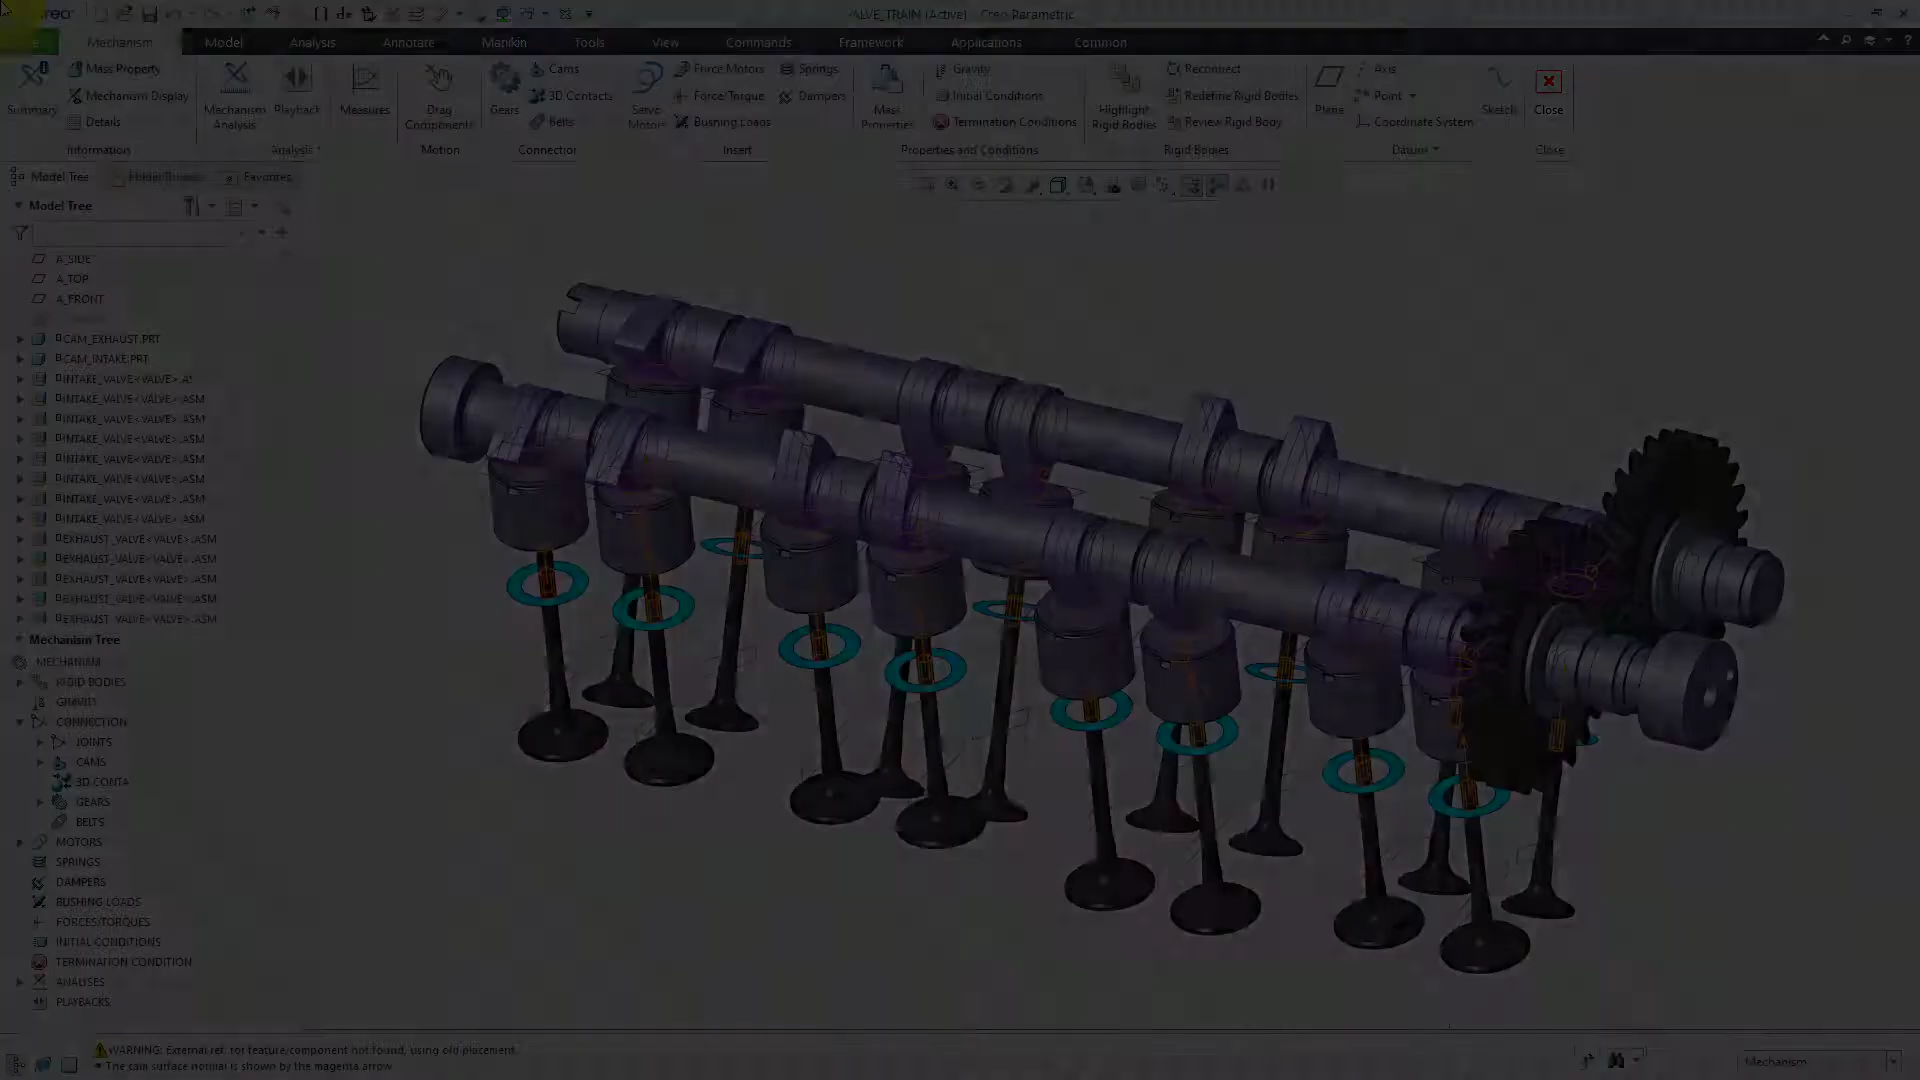 creo
VALVE_TRAIN (Active) - Creo Parametric
Mechanism
Model
Analysis
Annotate
Manikin
Tools
View
Commands
Framework
Applications
Common
Summary
Mass Property
Mechanism Display
Details
Information
Mechanism Analysis
Playback
Measures
Analysis
Drag Components
Motion
Gears
Cams
3D Contacts
Belts
Connection
Servo Motors
Force Motors
Force/Torque
Bushing Loads
Springs
Dampers
Insert
Mass Properties
Gravity
Initial Conditions
Termination Conditions
Properties and Conditions
Highlight Rigid Bodies
Reconnect
Redefine Rigid Bodies
Review Rigid Body
Rigid Bodies
Plane
Axis
Point
Coordinate System
Sketch
Datum
Close
Close
Model Tree
Favorites
Model Tree
A_SIDE
A_TOP
A_FRONT
CAM_EXHAUST.PRT
CAM_INTAKE.PRT
INTAKE_VALVE<VALVE>.A
INTAKE_VALVE<VALVE>.ASM
INTAKE_VALVE<VALVE>.ASM
INTAKE_VALVE<VALVE>.ASM
INTAKE_VALVE<VALVE>.ASM
INTAKE_VALVE<VALVE>.ASM
INTAKE_VALVE<VALVE>.ASM
INTAKE_VALVE<VALVE>.ASM
EXHAUST_VALVE<VALVE>.ASM
EXHAUST_VALVE<VALVE>.ASM
EXHAUST_VALVE<VALVE>.ASM
EXHAUST_VALVE<VALVE>.ASM
EXHAUST_VALVE<VALVE>.ASM
Mechanism Tree
MECHANISM
RIGID BODIES
GRAVITY
CONNECTION
JOINTS
CAMS
3D CONTA
GEARS
BELTS
MOTORS
SPRINGS
DAMPERS
BUSHING LOADS
FORCES/TORQUES
INITIAL CONDITIONS
TERMINATION CONDITION
ANALYSES
PLAYBACKS
WARNING: External ref. for feature/component not found, using old placement.
The cam surface normal is shown by the magenta arrow.
Mechanism